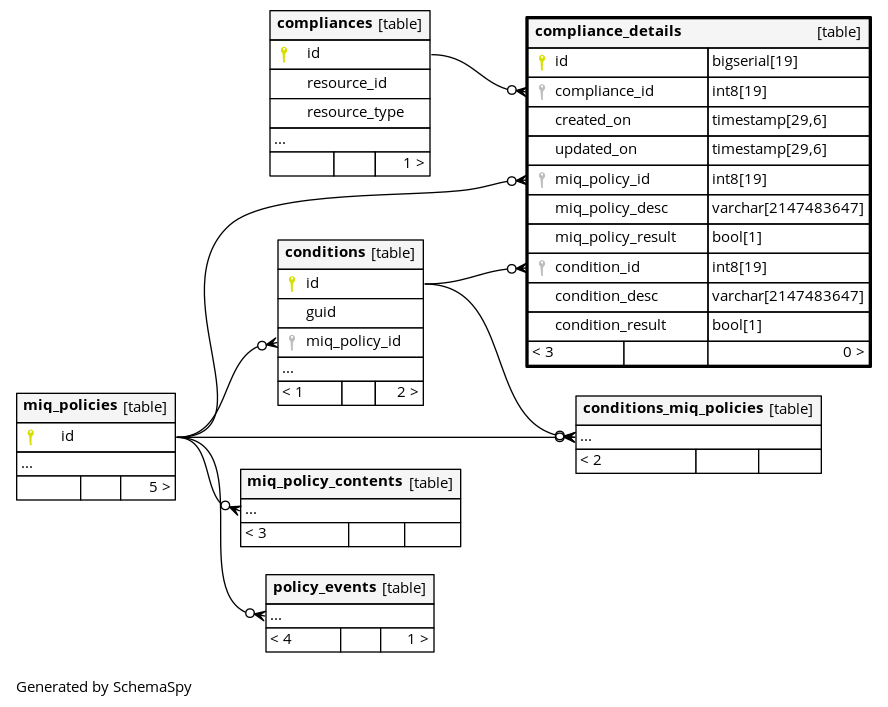 compliances [table]
id
resource_id
resource_type
...
1 >
compliance_details [table]
id bigserial[19]
compliance_id int8[19]
created_on timestamp[29,6]
updated_on timestamp[29,6]
miq_policy_id int8[19]
miq_policy_desc varchar[2147483647]
miq_policy_result bool[1]
condition_id int8[19]
condition_desc varchar[2147483647]
condition_result bool[1]
< 3 0 >
conditions [table]
id
guid
miq_policy_id
...
< 1 2 >
miq_policies [table]
id
...
5 >
conditions_miq_policies [table]
...
< 2
miq_policy_contents [table]
...
< 3
policy_events [table]
...
< 4 1 >
Generated by SchemaSpy